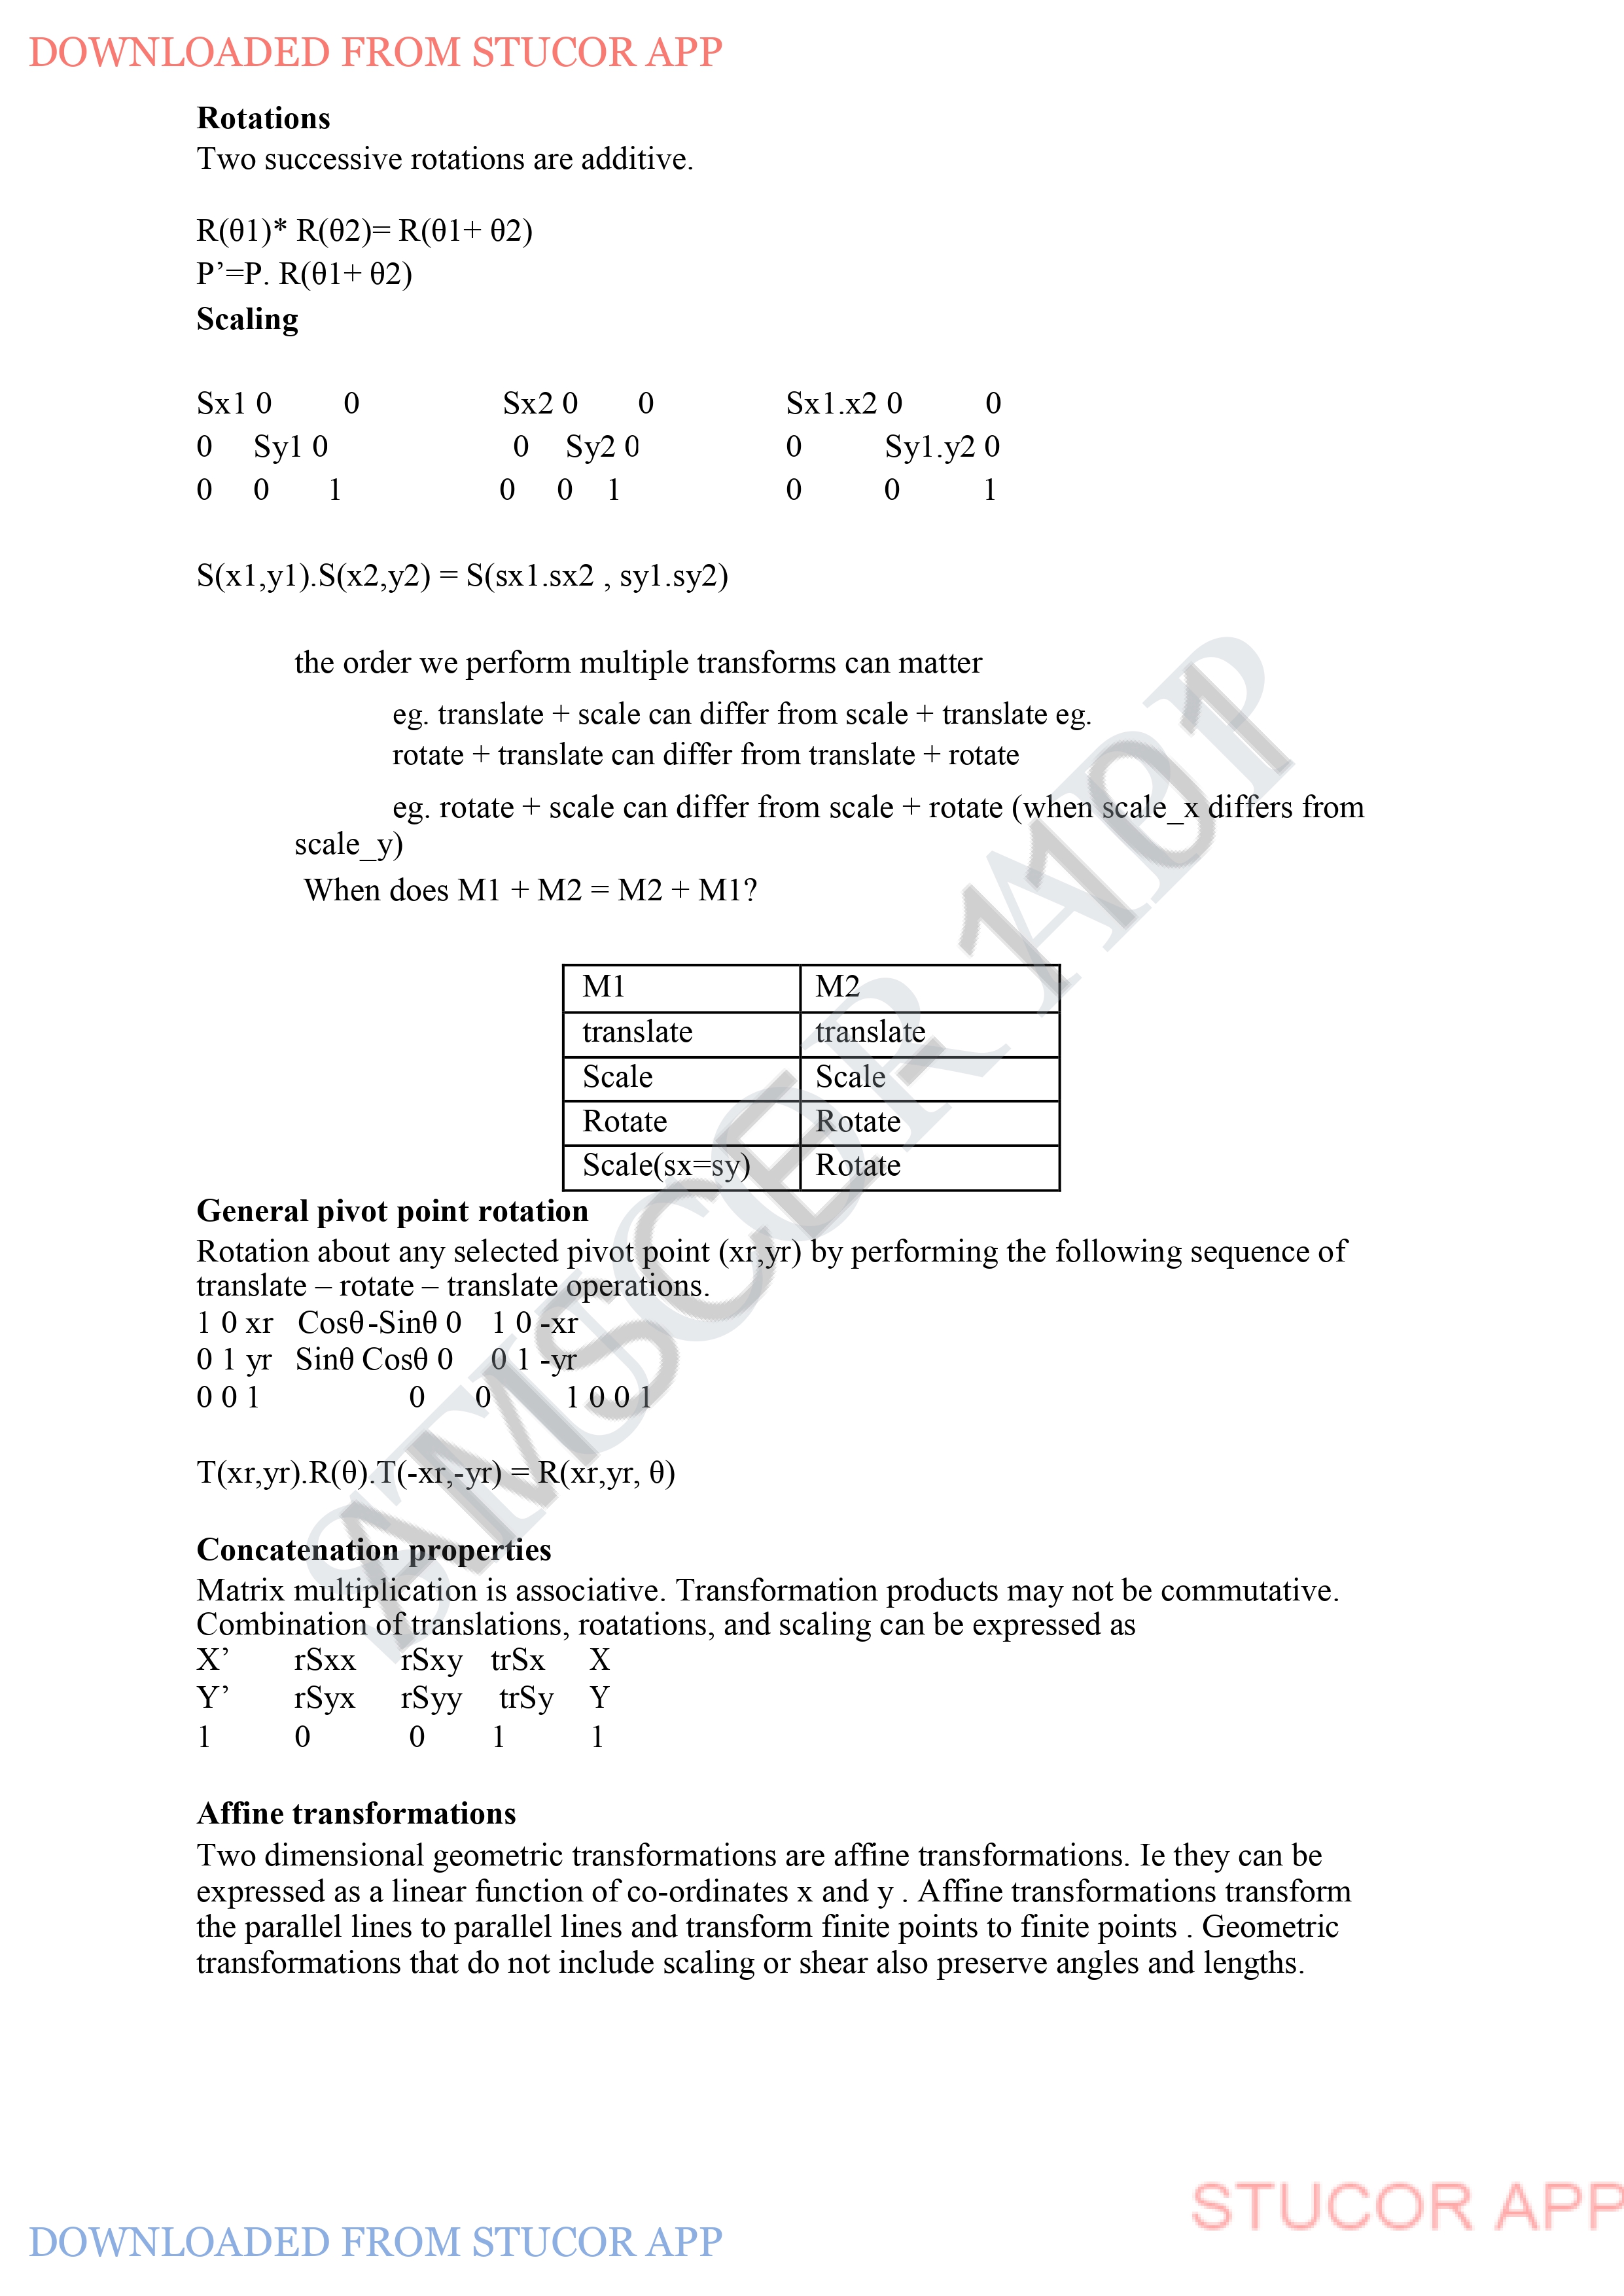 DOWNLOADED FROM STUCOR APP
Rotations
Two successive rotations are additive.
R(θ1)* R(θ2)= R(θ1+ θ2)
P’=P. R(θ1+ θ2)
Scaling
Sx1 0 0 Sx2 0 0 Sx1.x2 0 0
0 Sy1 0 0 Sy2 0 0 Sy1.y2 0
0 0 1 0 0 1 0 0 1
S(x1,y1).S(x2,y2) = S(sx1.sx2 , sy1.sy2)
the order we perform multiple transforms can matter
eg. translate + scale can differ from scale + translate eg.
rotate + translate can differ from translate + rotate
eg. rotate + scale can differ from scale + rotate (when scale_x differs from
scale_y)
When does M1 + M2 = M2 + M1?
M1 M2
translate translate
Scale Scale
Rotate Rotate
Scale(sx=sy) Rotate
General pivot point rotation
Rotation about any selected pivot point (xr,yr) by performing the following sequence of
translate – rotate – translate operations.
1 0 xr Cosθ -Sinθ 0 1 0 -xr
0 1 yr Sinθ Cosθ 0 0 1 -yr
0 0 1 0 0 1 0 0 1
T(xr,yr).R(θ).T(-xr,-yr) = R(xr,yr, θ)
Concatenation properties
Matrix multiplication is associative. Transformation products may not be commutative.
Combination of translations, roatations, and scaling can be expressed as
X’ rSxx rSxy trSx X
Y’ rSyx rSyy trSy Y
1 0 0 1 1
Affine transformations
Two dimensional geometric transformations are affine transformations. Ie they can be
expressed as a linear function of co-ordinates x and y . Affine transformations transform
the parallel lines to parallel lines and transform finite points to finite points . Geometric
transformations that do not include scaling or shear also preserve angles and lengths.
STUCOR APP
AMSCE-1101
STUCOR APP
DOWNLOADED FROM STUCOR APP